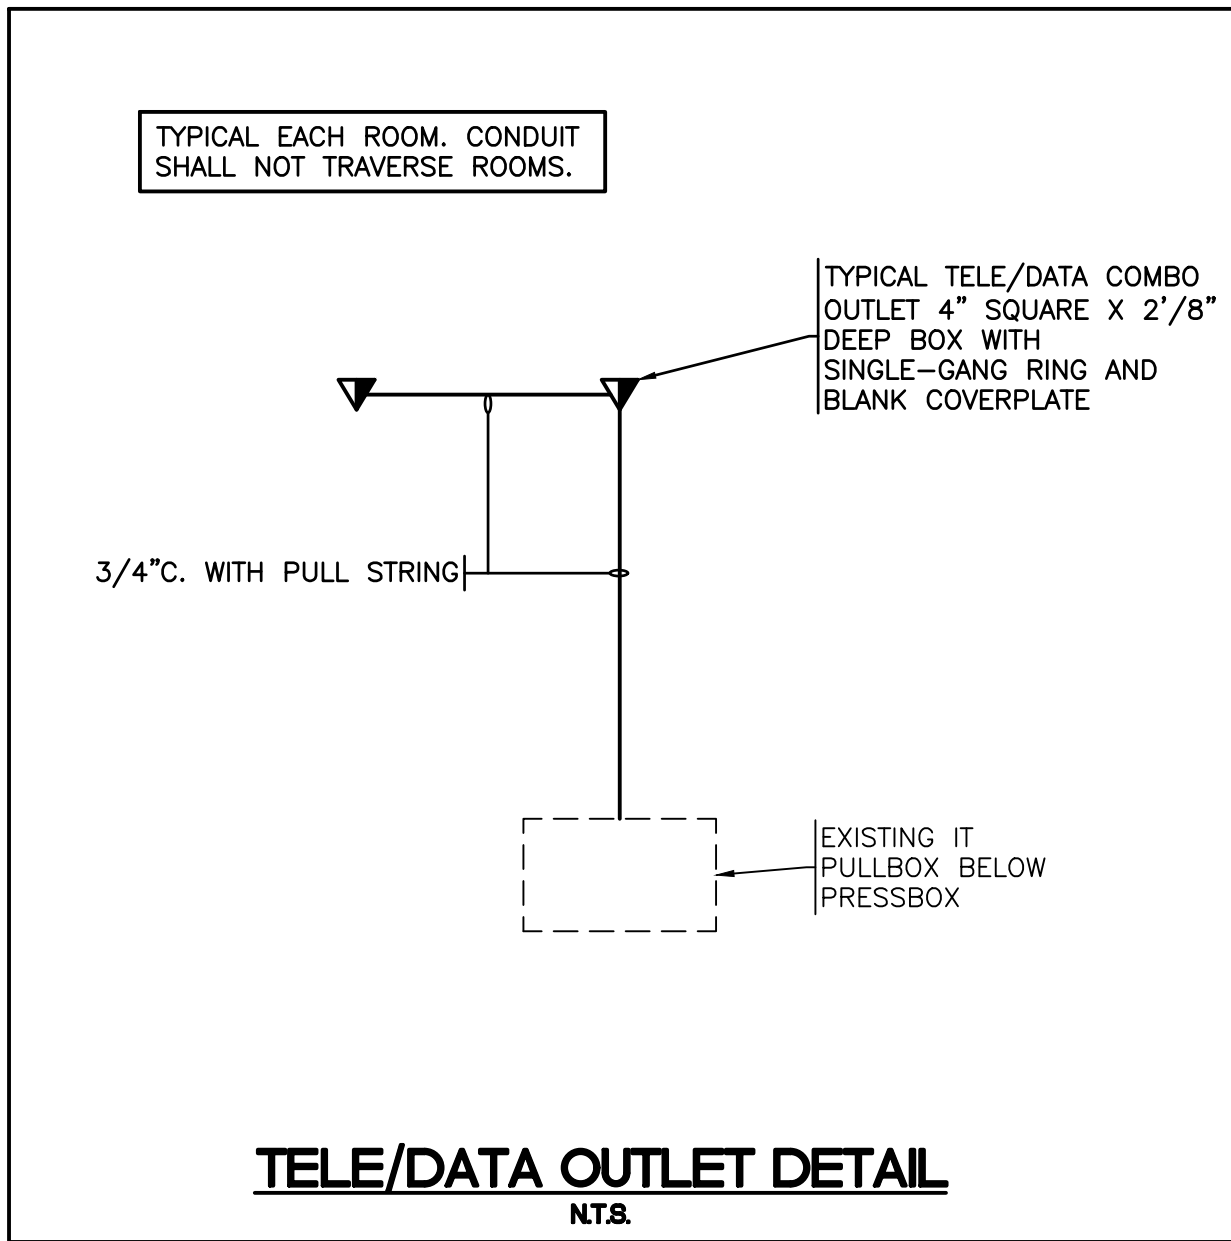 TYPICAL EACH ROOM. CONDUIT
SHALL NOT TRAVERSE ROOMS.
TYPICAL TELE/DATA COMBO
OUTLET 4" SQUARE X 2'/8"
DEEP BOX WITH
SINGLE-GANG RING AND
BLANK COVERPLATE
3/4"C. WITH PULL STRING
EXISTING IT
PULLBOX BELOW
PRESSBOX
TELE/DATA OUTLET DETAIL
N.T.S.